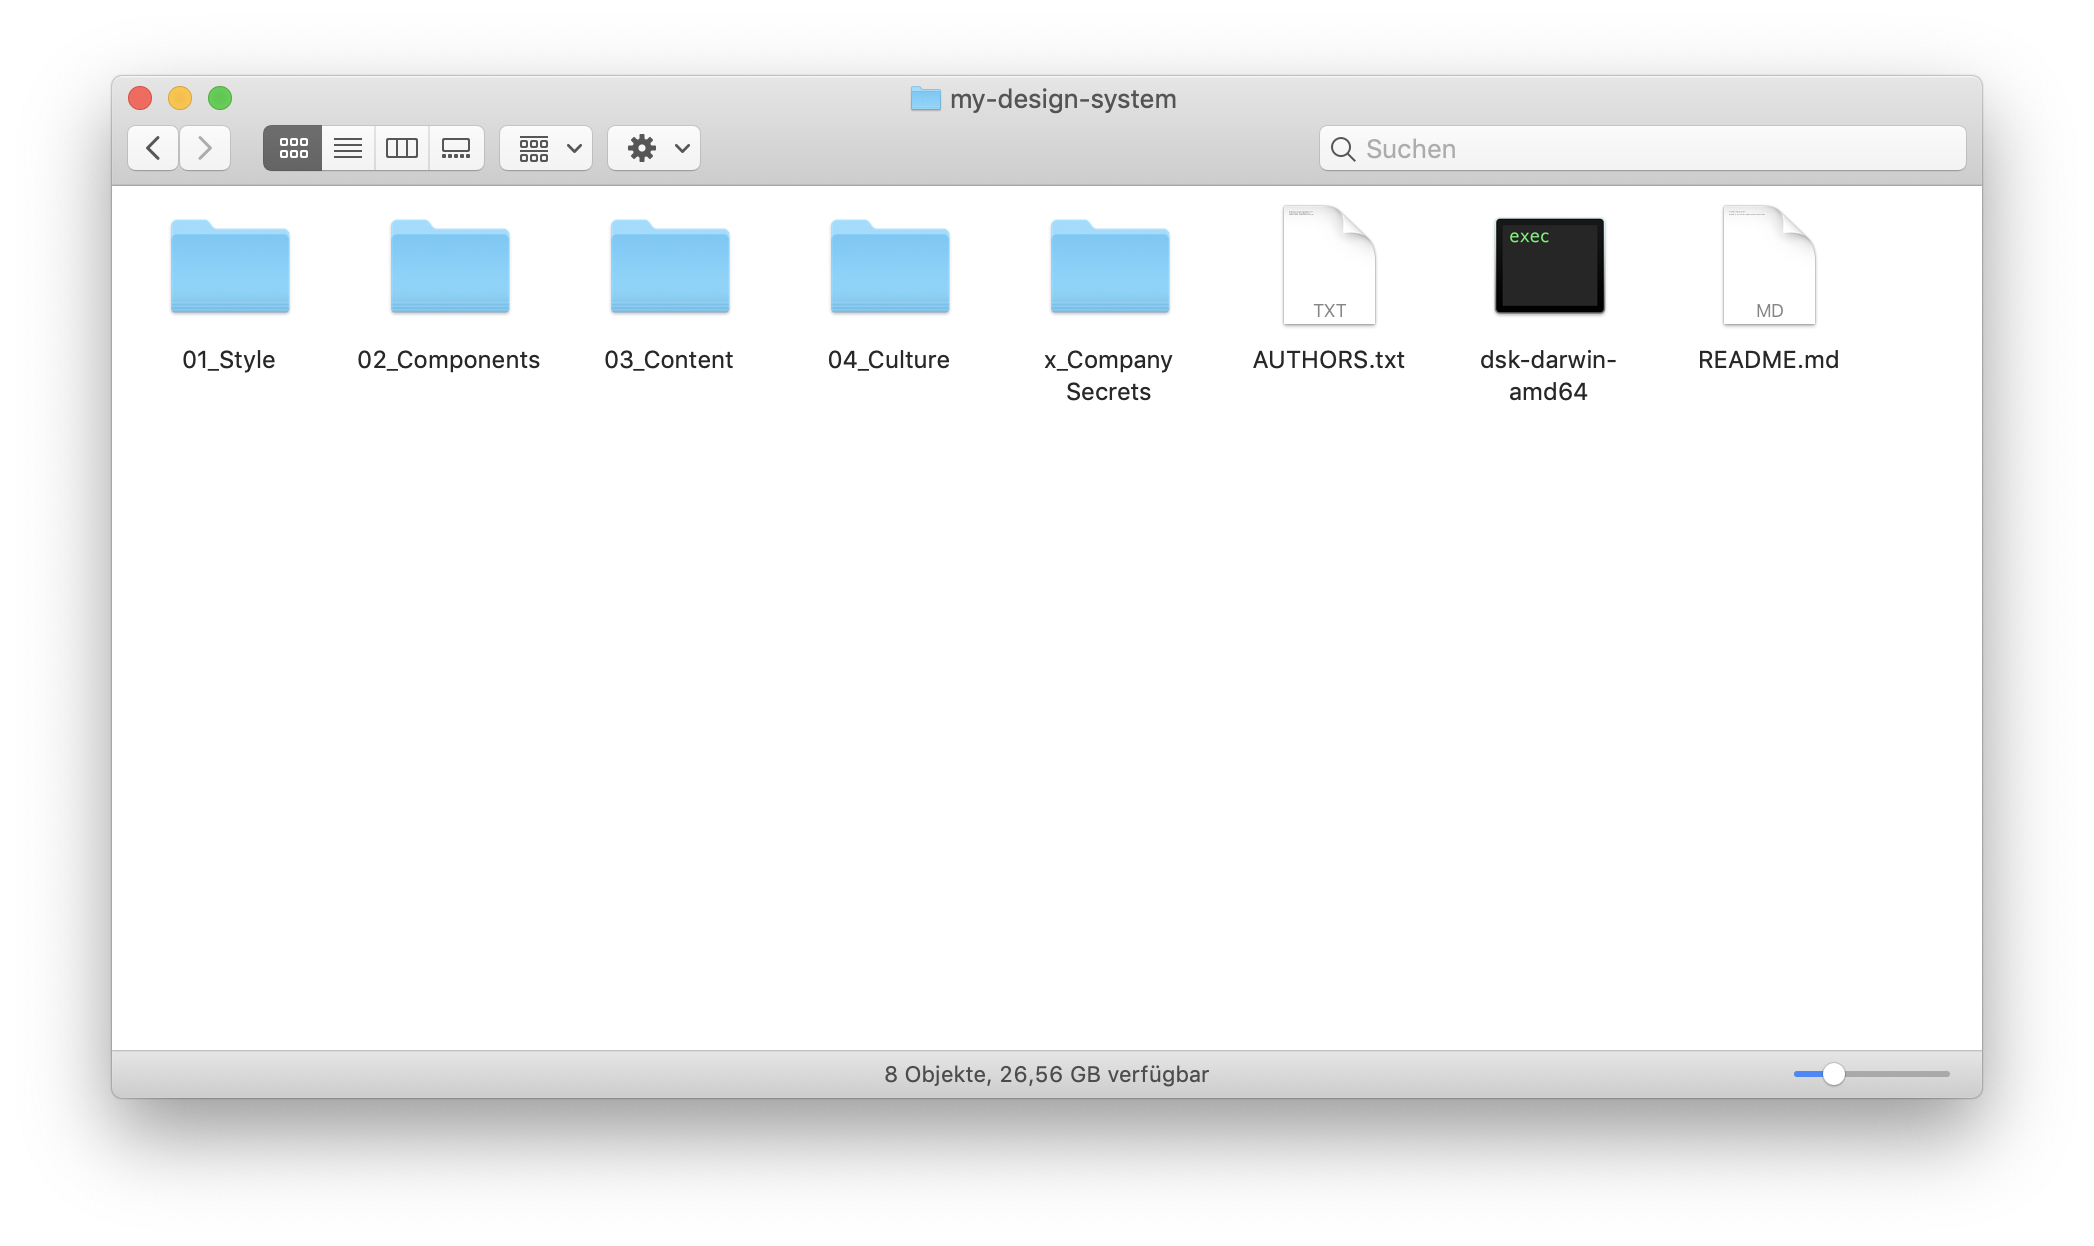 my-design-system
Suchen
exec
TXT
MD
01_Style
02_Components
03_Content
04_Culture
x_Company
Secrets
AUTHORS.txt
dsk-darwin-
amd64
README.md
8 Objekte, 26,56 GB verfügbar